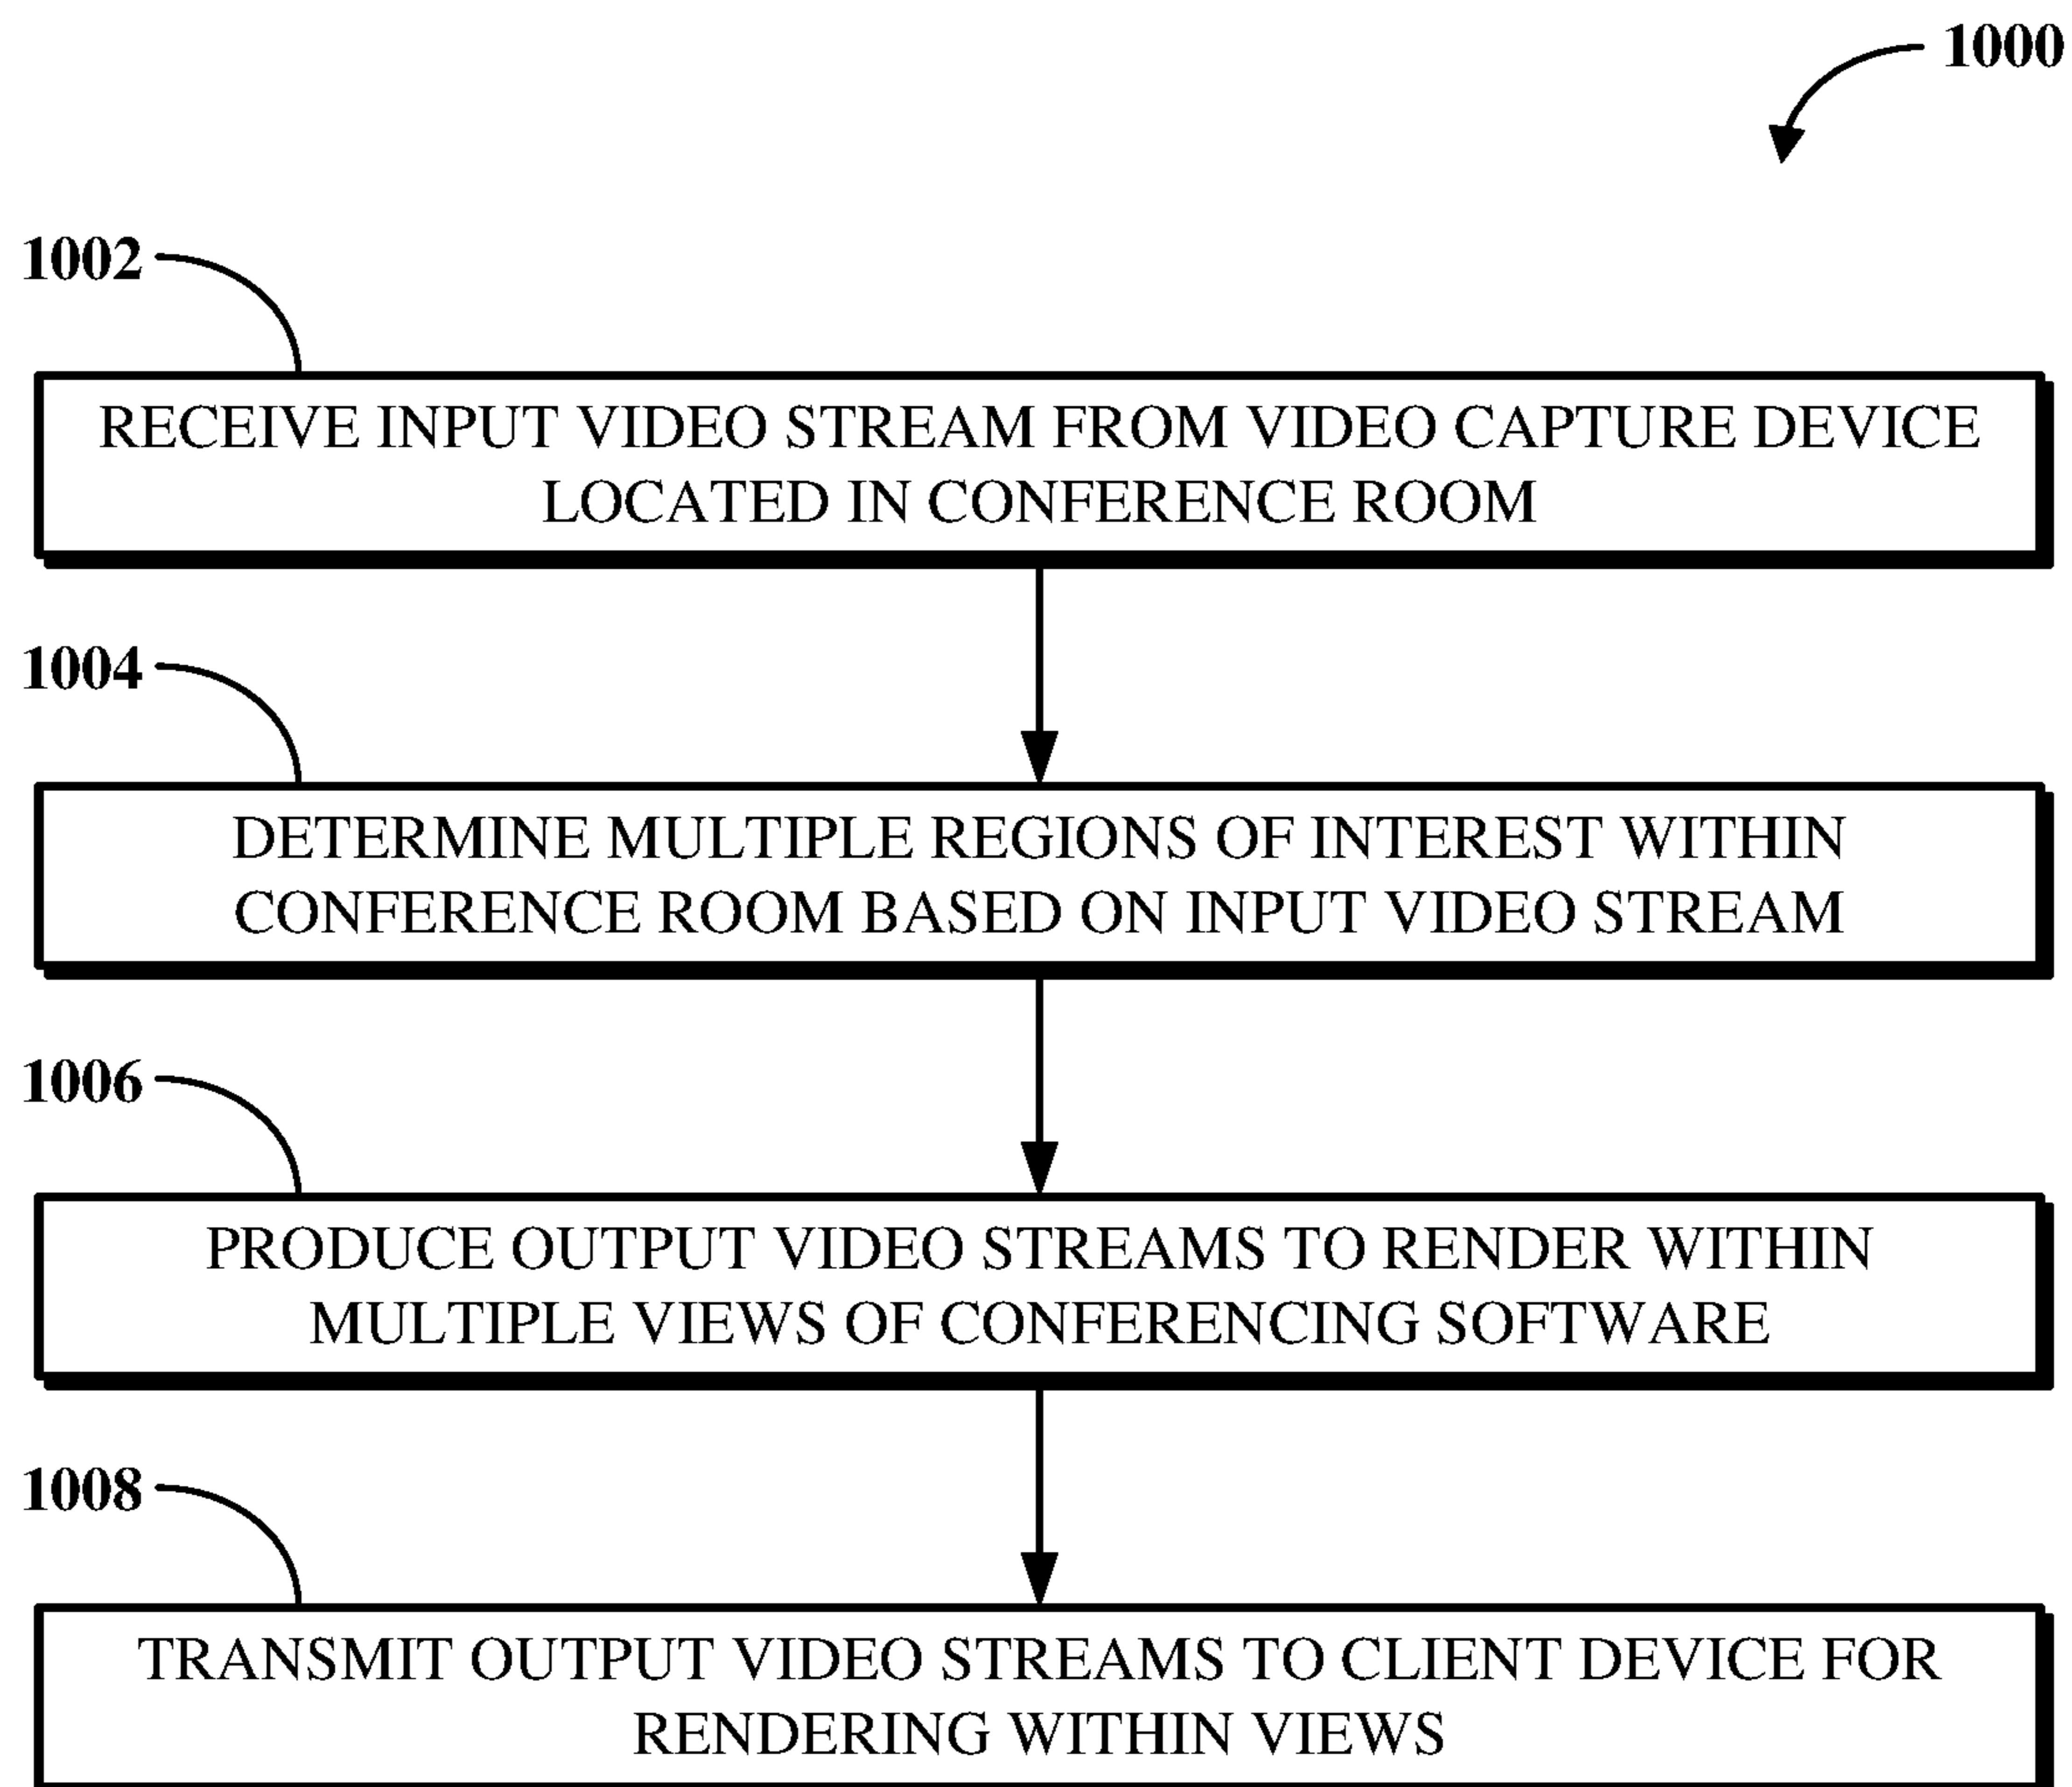 1000
1002
RECEIVE INPUT VIDEO STREAM FROM VIDEO CAPTURE DEVICE
LOCATED IN CONFERENCE ROOM
1004
DETERMINE MULTIPLE REGIONS OF INTEREST WITHIN
CONFERENCE ROOM BASED ON INPUT VIDEO STREAM
1006
PRODUCE OUTPUT VIDEO STREAMS TO RENDER WITHIN
MULTIPLE VIEWS OF CONFERENCING SOFTWARE
1008
TRANSMIT OUTPUT VIDEO STREAMS TO CLIENT DEVICE FOR
RENDERING WITHIN VIEWS